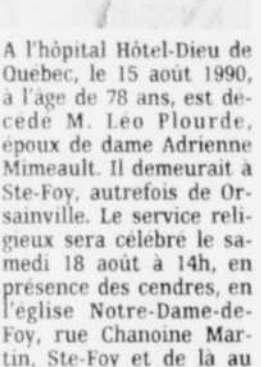 A l'hôpital Hôtel-Dieu de
Québec, le 15 août 1990,
à l'âge de 78 ans, est dé-
cédé M. Léo Plourde,
époux de dame Adrienne
Mimeault. Il demeurait à
Ste-Foy, autrefois de Or-
sainville. Le service reli-
gieux sera célébré le sa-
medi 18 août à 14h, en
présence des cendres, en
l'église Notre-Dame-de-
Foy, rue Chanoine Mar-
tin, Ste-Foy et de là au